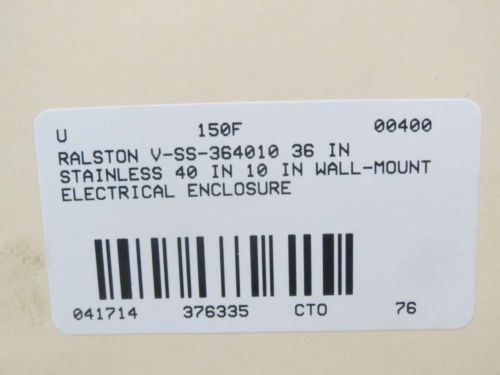 U 150F 00400
RALSTON V-SS-364010 36 IN
STAINLESS 40 IN 10 IN WALL-MOUNT
ELECTRICAL ENCLOSURE
041714 376335 CTO 76